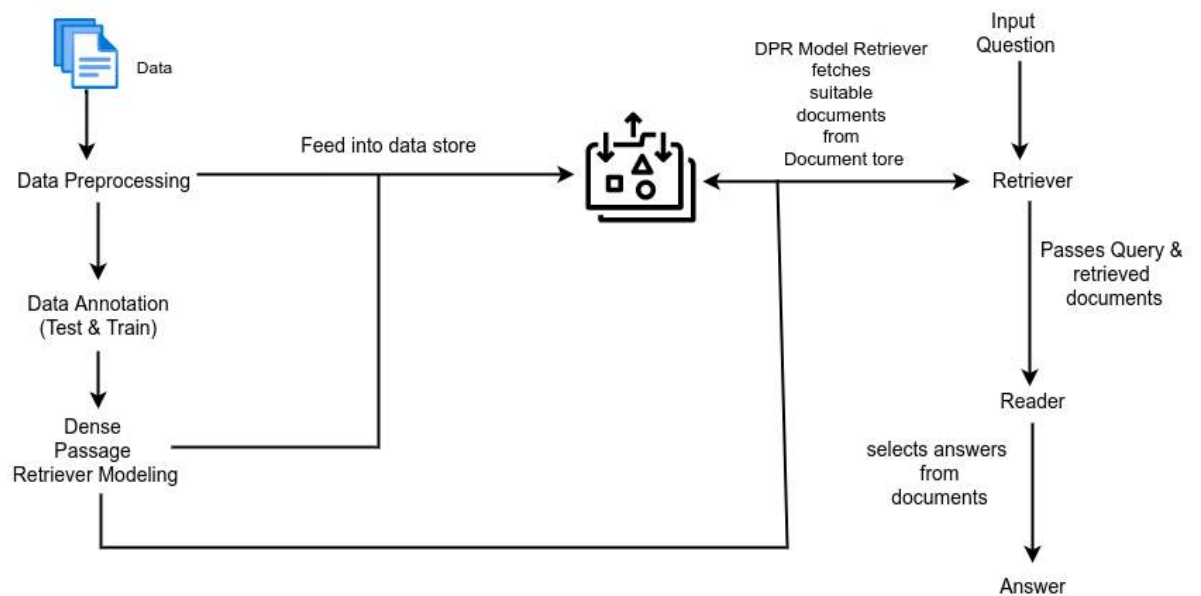 Data
Data Preprocessing
Data Annotation
(Test & Train)
Dense
Passage
Retriever Modeling
Feed into data store
DPR Model Retriever
fetches
suitable
documents
from
Document tore
Input
Question
Retriever
Passes Query &
retrieved
documents
Reader
selects answers
from
documents
Answer